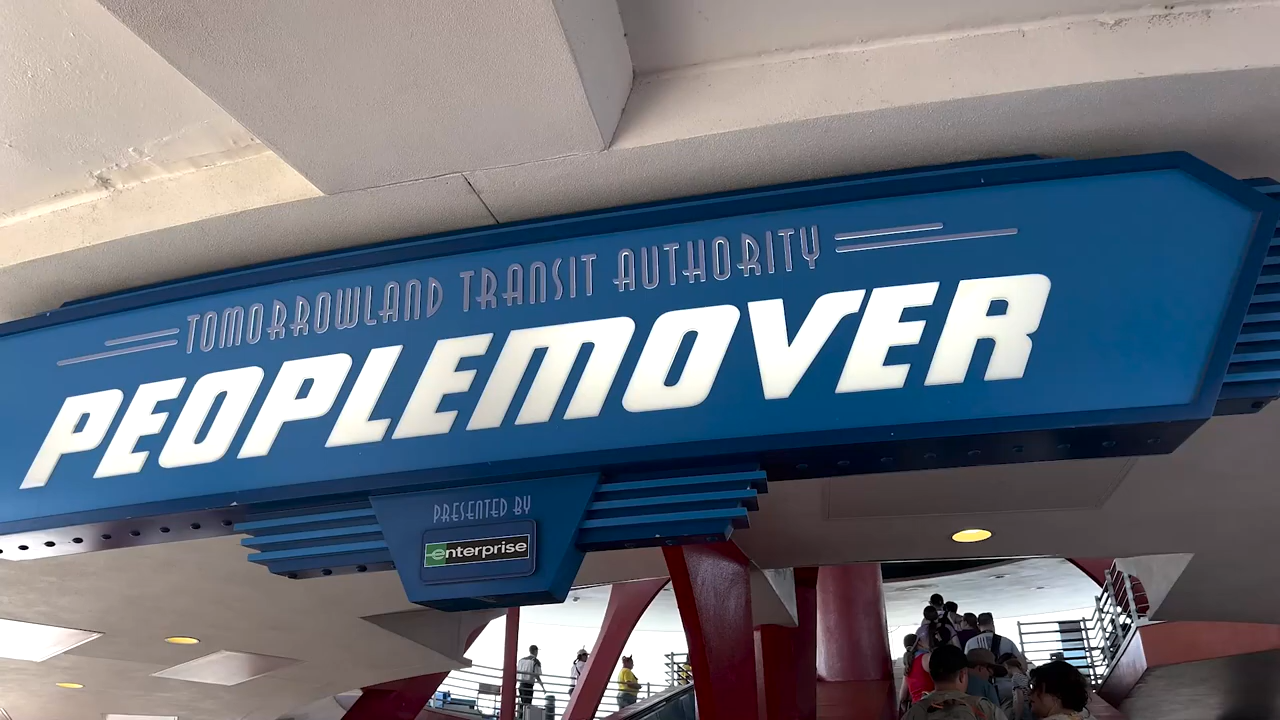 TOMORROWLAND TRANSIT AUTHORITY
PEOPLEMOVER
PRESENTED BY
enterprise